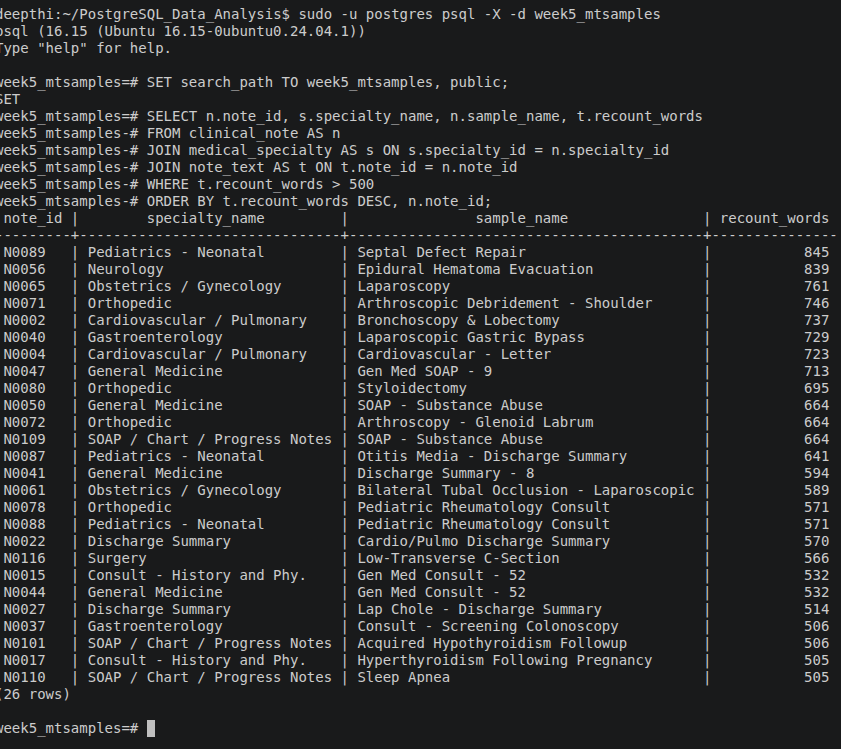 deepthi:~/PostgreSQL_Data_Analysis$ sudo -u postgres psql -X -d week5_mtsamples
psql (16.15 (Ubuntu 16.15-0ubuntu0.24.04.1))
Type "help" for help.

week5_mtsamples=# SET search_path TO week5_mtsamples, public;
SET
week5_mtsamples=# SELECT n.note_id, s.specialty_name, n.sample_name, t.recount_words
week5_mtsamples-# FROM clinical_note AS n
week5_mtsamples-# JOIN medical_specialty AS s ON s.specialty_id = n.specialty_id
week5_mtsamples-# JOIN note_text AS t ON t.note_id = n.note_id
week5_mtsamples-# WHERE t.recount_words > 500
week5_mtsamples-# ORDER BY t.recount_words DESC, n.note_id;
 note_id |        specialty_name         |               sample_name                | recount_words
---------+-------------------------------+------------------------------------------+---------------
 N0089   | Pediatrics - Neonatal         | Septal Defect Repair                     |           845
 N0056   | Neurology                     | Epidural Hematoma Evacuation             |           839
 N0065   | Obstetrics / Gynecology       | Laparoscopy                              |           761
 N0071   | Orthopedic                    | Arthroscopic Debridement - Shoulder      |           746
 N0002   | Cardiovascular / Pulmonary    | Bronchoscopy & Lobectomy                 |           737
 N0040   | Gastroenterology              | Laparoscopic Gastric Bypass              |           729
 N0004   | Cardiovascular / Pulmonary    | Cardiovascular - Letter                  |           723
 N0047   | General Medicine              | Gen Med SOAP - 9                         |           713
 N0080   | Orthopedic                    | Styloidectomy                            |           695
 N0050   | General Medicine              | SOAP - Substance Abuse                   |           664
 N0072   | Orthopedic                    | Arthroscopy - Glenoid Labrum             |           664
 N0109   | SOAP / Chart / Progress Notes | SOAP - Substance Abuse                   |           664
 N0087   | Pediatrics - Neonatal         | Otitis Media - Discharge Summary         |           641
 N0041   | General Medicine              | Discharge Summary - 8                    |           594
 N0061   | Obstetrics / Gynecology       | Bilateral Tubal Occlusion - Laparoscopic |           589
 N0078   | Orthopedic                    | Pediatric Rheumatology Consult           |           571
 N0088   | Pediatrics - Neonatal         | Pediatric Rheumatology Consult           |           571
 N0022   | Discharge Summary             | Cardio/Pulmo Discharge Summary           |           570
 N0116   | Surgery                       | Low-Transverse C-Section                 |           566
 N0015   | Consult - History and Phy.    | Gen Med Consult - 52                     |           532
 N0044   | General Medicine              | Gen Med Consult - 52                     |           532
 N0027   | Discharge Summary             | Lap Chole - Discharge Summary            |           514
 N0037   | Gastroenterology              | Consult - Screening Colonoscopy          |           506
 N0101   | SOAP / Chart / Progress Notes | Acquired Hypothyroidism Followup         |           506
 N0017   | Consult - History and Phy.    | Hyperthyroidism Following Pregnancy      |           505
 N0110   | SOAP / Chart / Progress Notes | Sleep Apnea                              |           505
(26 rows)

week5_mtsamples=#